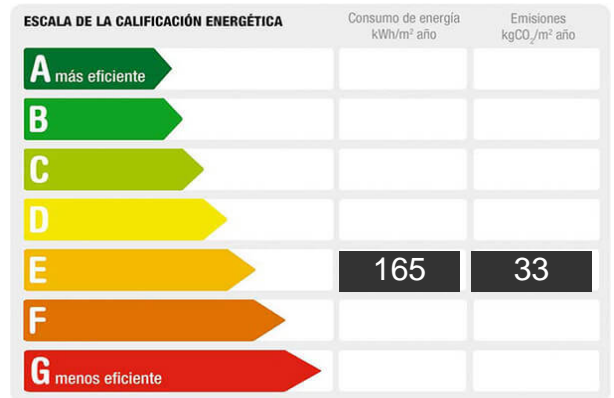 ESCALA DE LA CALIFICACIÓN ENERGÉTICA
Consumo de energía
kWh/m² año
Emisiones
kgCO₂/m² año
A más eficiente
B
C
D
E 165 33
F
G menos eficiente